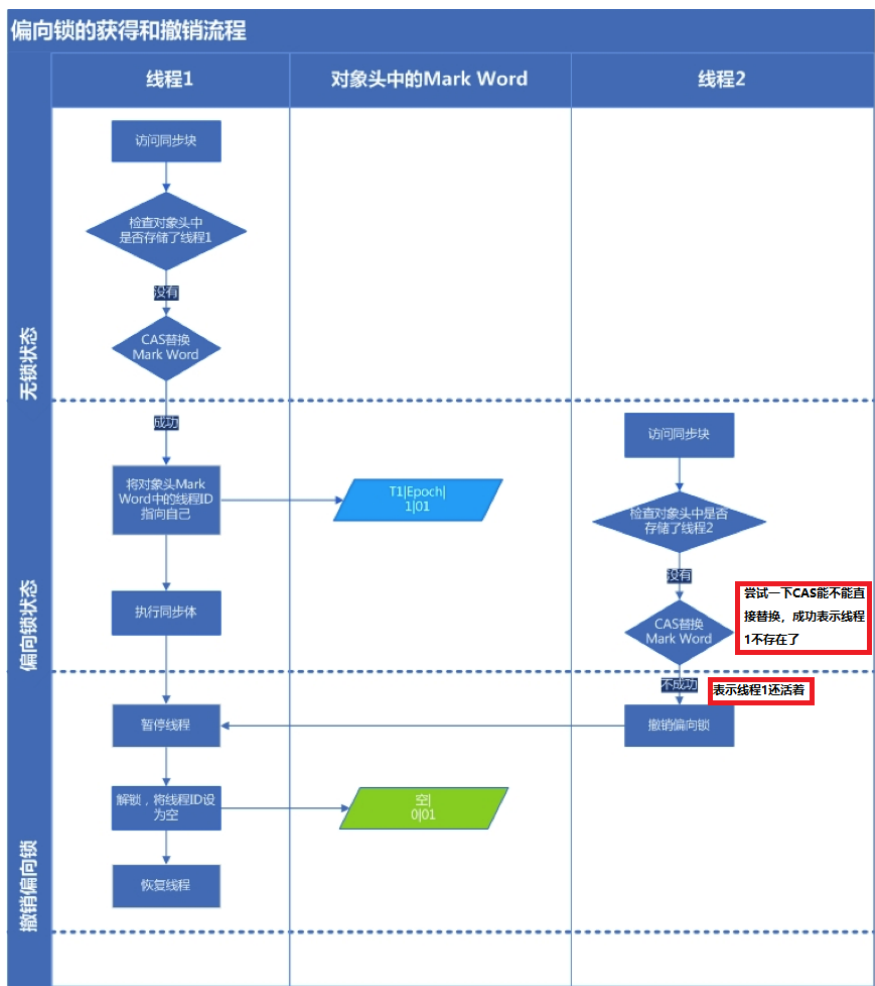 偏向锁的获得和撤销流程
线程1
对象头中的Mark Word
线程2
无锁状态
访问同步块
检查对象头中
是否存储了线程1
没有
CAS替换
Mark Word
偏向锁状态
成功
将对象头Mark
Word中的线程ID
指向自己
T1|Epoch|
1|01
执行同步体
访问同步块
检查对象头中是否
存储了线程2
没有
CAS替换
Mark Word
尝试一下CAS能不能直
接替换，成功表示线程
1不存在了
撤销偏向锁
不成功
表示线程1还活着
撤销偏向锁
暂停线程
解锁，将线程ID设
为空
空|
0|01
恢复线程